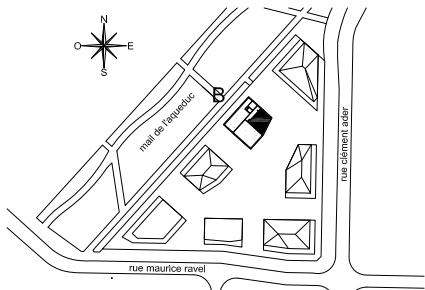 N
O E
S
B
mail de l'aqueduc
rue clément ader
rue maurice ravel